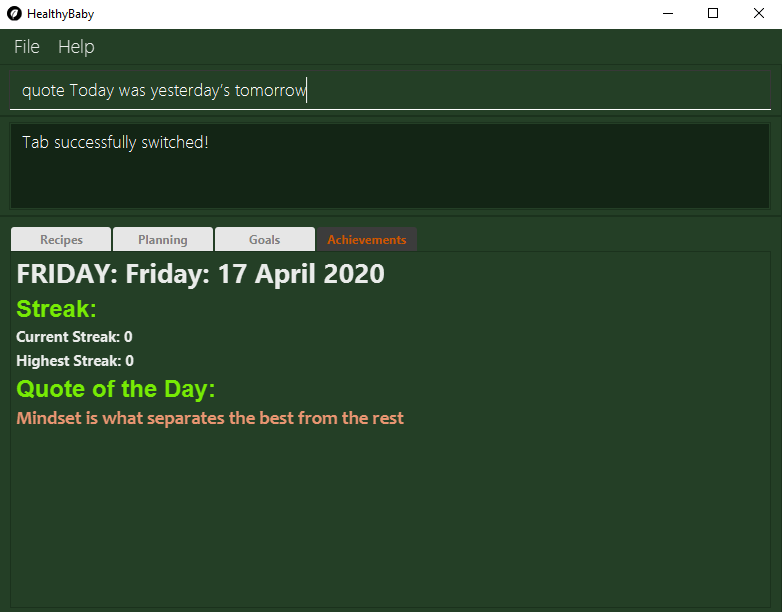 HealthyBaby
File Help
quote Today was yesterday's tomorrow
Tab successfully switched!
Recipes Planning Goals Achievements
FRIDAY: Friday: 17 April 2020
Streak:
Current Streak: 0
Highest Streak: 0
Quote of the Day:
Mindset is what separates the best from the rest